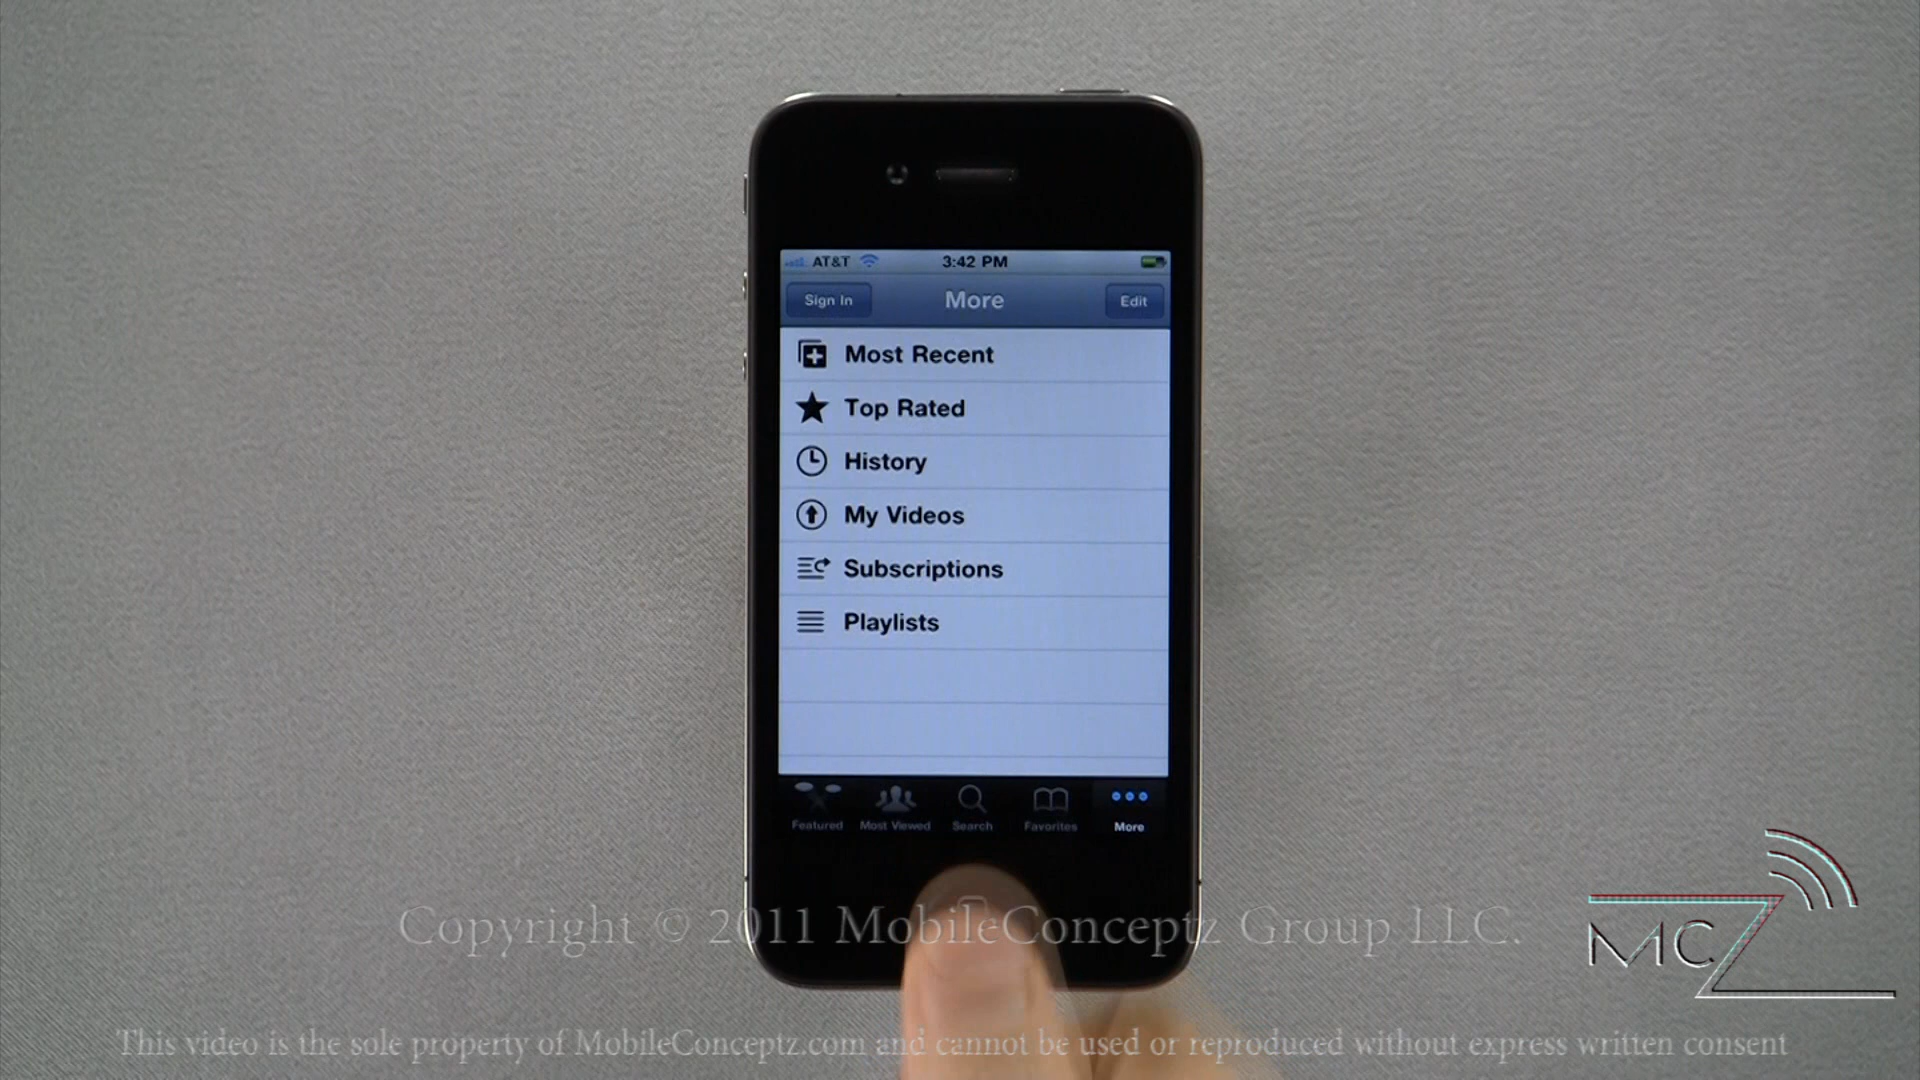 AT&T 3:42 PM
Sign In More Edit
Most Recent
Top Rated
History
My Videos
Subscriptions
Playlists
Featured Most Viewed Search Favorites More
Copyright © 2011 MobileConceptz Group LLC.
MCZ
This video is the sole property of MobileConceptz.com and cannot be used or reproduced without express written consent